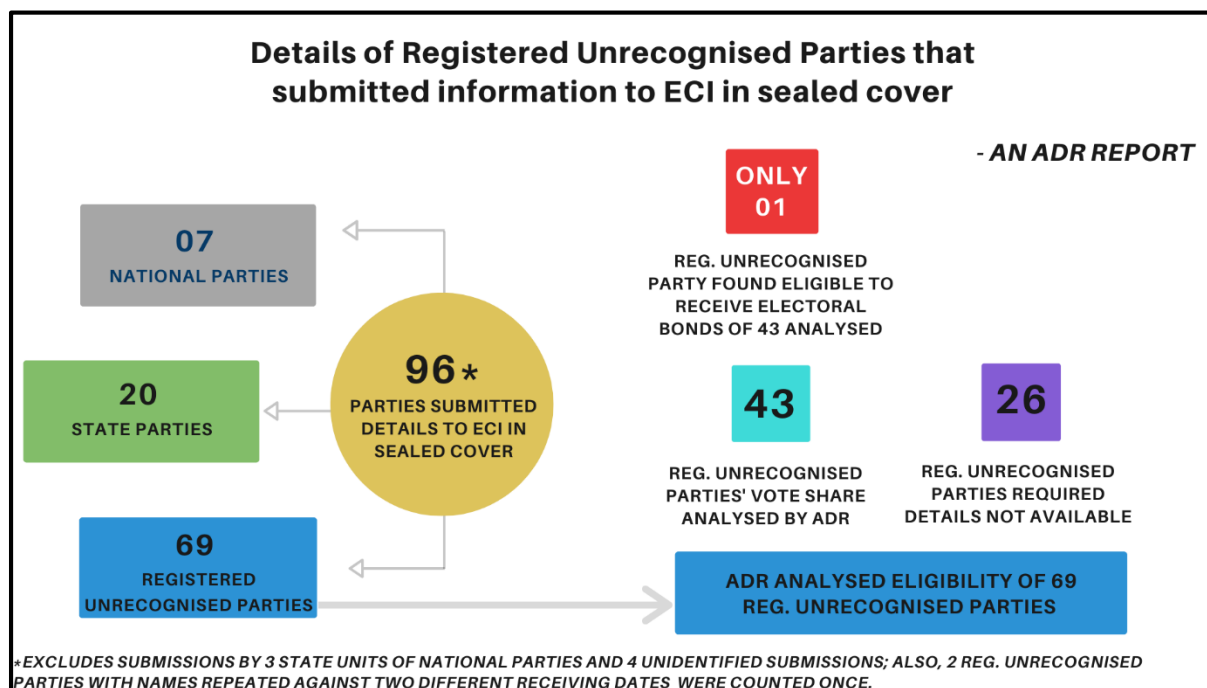 Details of Registered Unrecognised Parties that
submitted information to ECI in sealed cover
- AN ADR REPORT
07
NATIONAL PARTIES
20
STATE PARTIES
69
REGISTERED
UNRECOGNISED PARTIES
96*
PARTIES SUBMITTED
DETAILS TO ECI IN
SEALED COVER
ONLY
01
REG. UNRECOGNISED
PARTY FOUND ELIGIBLE TO
RECEIVE ELECTORAL
BONDS OF 43 ANALYSED
43
REG. UNRECOGNISED
PARTIES' VOTE SHARE
ANALYSED BY ADR
26
REG. UNRECOGNISED
PARTIES REQUIRED
DETAILS NOT AVAILABLE
ADR ANALYSED ELIGIBILITY OF 69
REG. UNRECOGNISED PARTIES
*EXCLUDES SUBMISSIONS BY 3 STATE UNITS OF NATIONAL PARTIES AND 4 UNIDENTIFIED SUBMISSIONS; ALSO, 2 REG. UNRECOGNISED
PARTIES WITH NAMES REPEATED AGAINST TWO DIFFERENT RECEIVING DATES WERE COUNTED ONCE.